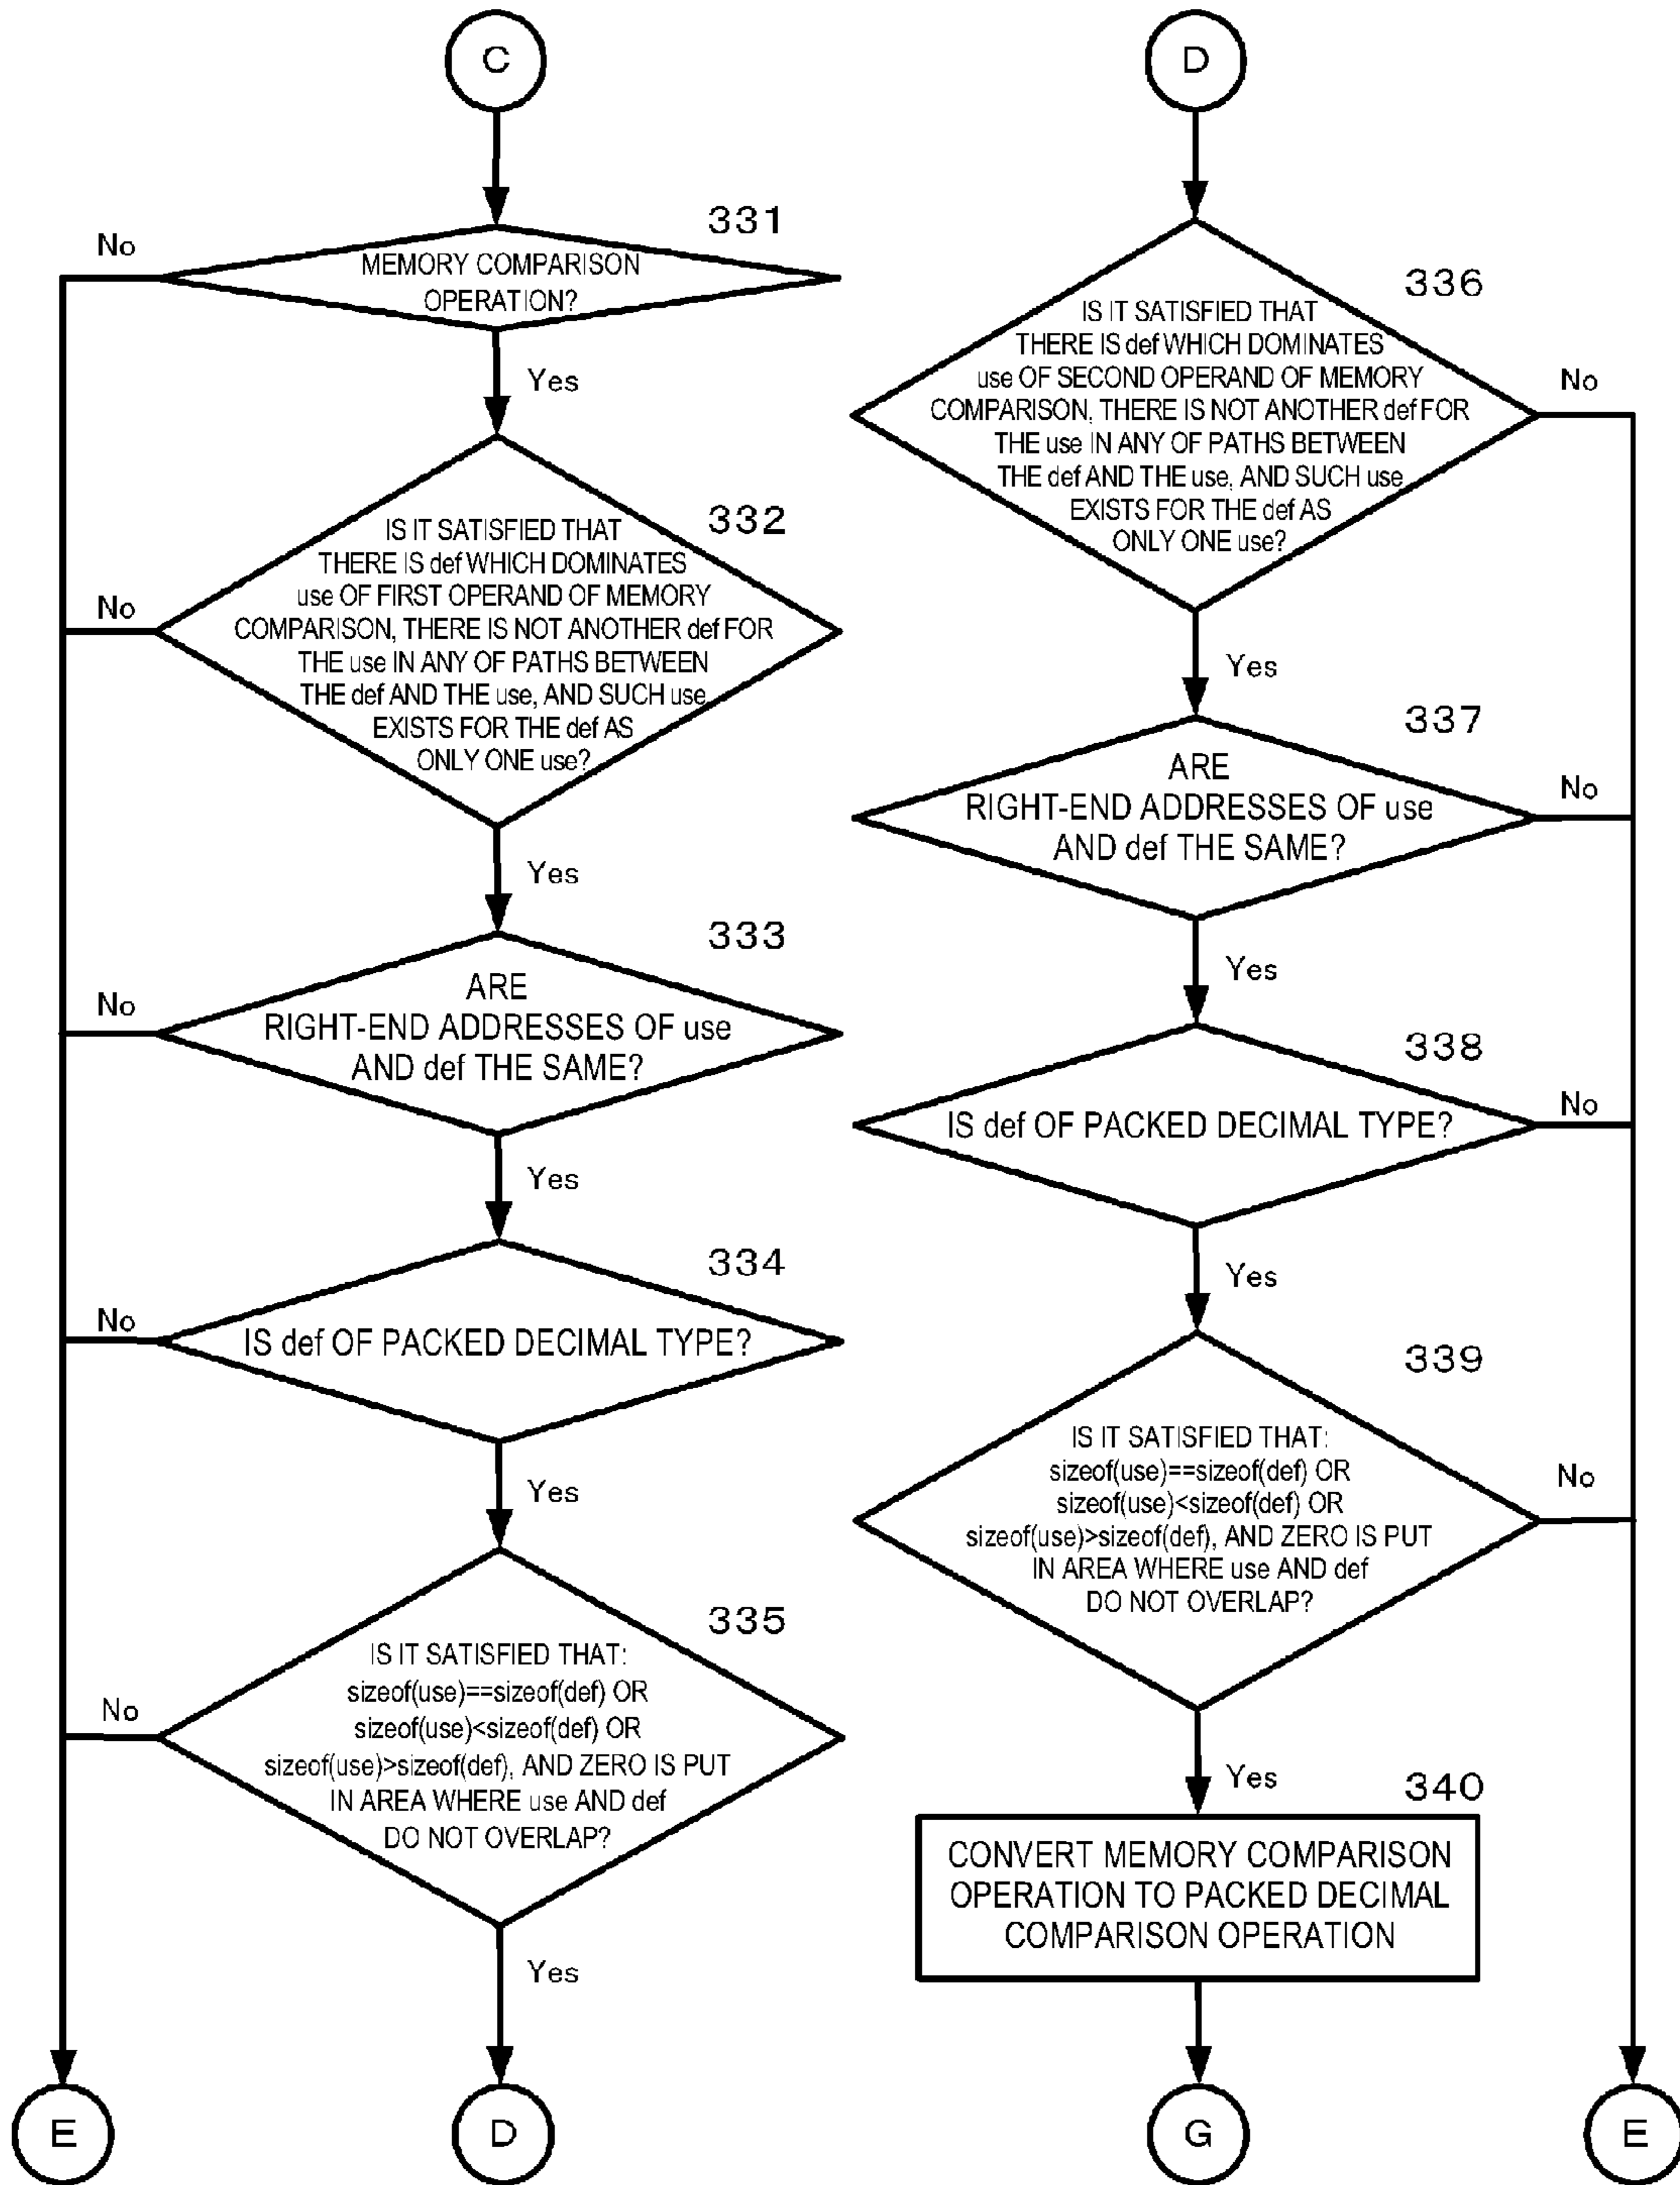 C
331
No
MEMORY COMPARISON
OPERATION?
Yes
332
IS IT SATISFIED THAT
THERE IS def WHICH DOMINATES
use OF FIRST OPERAND OF MEMORY
COMPARISON, THERE IS NOT ANOTHER def FOR
THE use IN ANY OF PATHS BETWEEN
THE def AND THE use, AND SUCH use
EXISTS FOR THE def AS
ONLY ONE use?
No
Yes
333
ARE
RIGHT-END ADDRESSES OF use
AND def THE SAME?
No
Yes
334
No
IS def OF PACKED DECIMAL TYPE?
Yes
335
IS IT SATISFIED THAT:
sizeof(use)==sizeof(def) OR
sizeof(use)<sizeof(def) OR
sizeof(use)>sizeof(def), AND ZERO IS PUT
IN AREA WHERE use AND def
DO NOT OVERLAP?
No
Yes
E
D
D
336
IS IT SATISFIED THAT
THERE IS def WHICH DOMINATES
use OF SECOND OPERAND OF MEMORY
COMPARISON, THERE IS NOT ANOTHER def FOR
THE use IN ANY OF PATHS BETWEEN
THE def AND THE use, AND SUCH use
EXISTS FOR THE def AS
ONLY ONE use?
No
Yes
337
ARE
RIGHT-END ADDRESSES OF use
AND def THE SAME?
No
Yes
338
IS def OF PACKED DECIMAL TYPE?
No
Yes
339
IS IT SATISFIED THAT:
sizeof(use)==sizeof(def) OR
sizeof(use)<sizeof(def) OR
sizeof(use)>sizeof(def), AND ZERO IS PUT
IN AREA WHERE use AND def
DO NOT OVERLAP?
No
Yes
340
CONVERT MEMORY COMPARISON
OPERATION TO PACKED DECIMAL
COMPARISON OPERATION
G
E